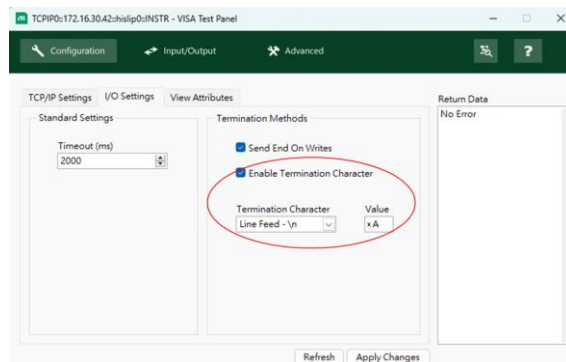 TCPIP0::172.16.30.42::hislip0::INSTR - VISA Test Panel
Configuration
Input/Output
Advanced
?
TCP/IP Settings
I/O Settings
View Attributes
Return Data
Standard Settings
Termination Methods
No Error
Timeout (ms)
2000
Send End On Writes
Enable Termination Character
Termination Character
Value
Line Feed - \n
xA
Refresh
Apply Changes